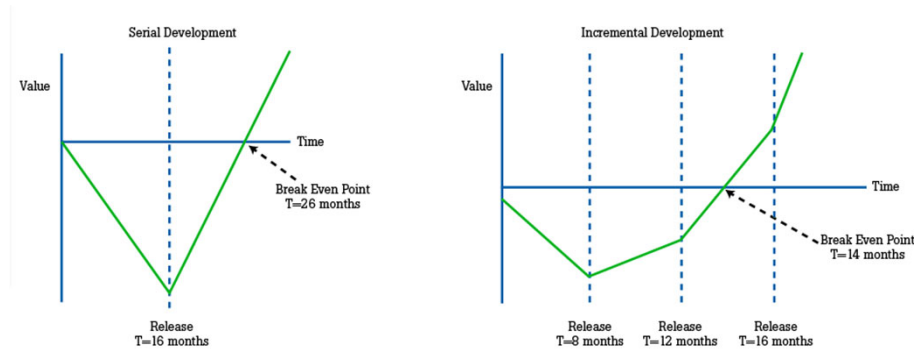 Serial Development
Value
Time
Break Even Point
T=26 months
Release
T=16 months
Incremental Development
Value
Time
Break Even Point
T=14 months
Release
T=8 months
Release
T=12 months
Release
T=16 months